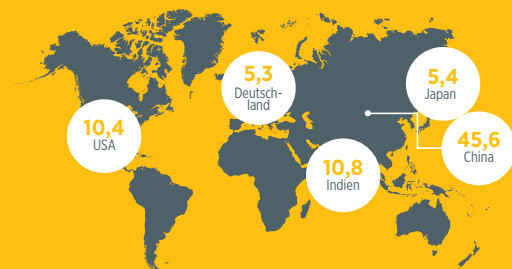 5,3
Deutsch-
land
5,4
Japan
10,4
USA
45,6
China
10,8
Indien